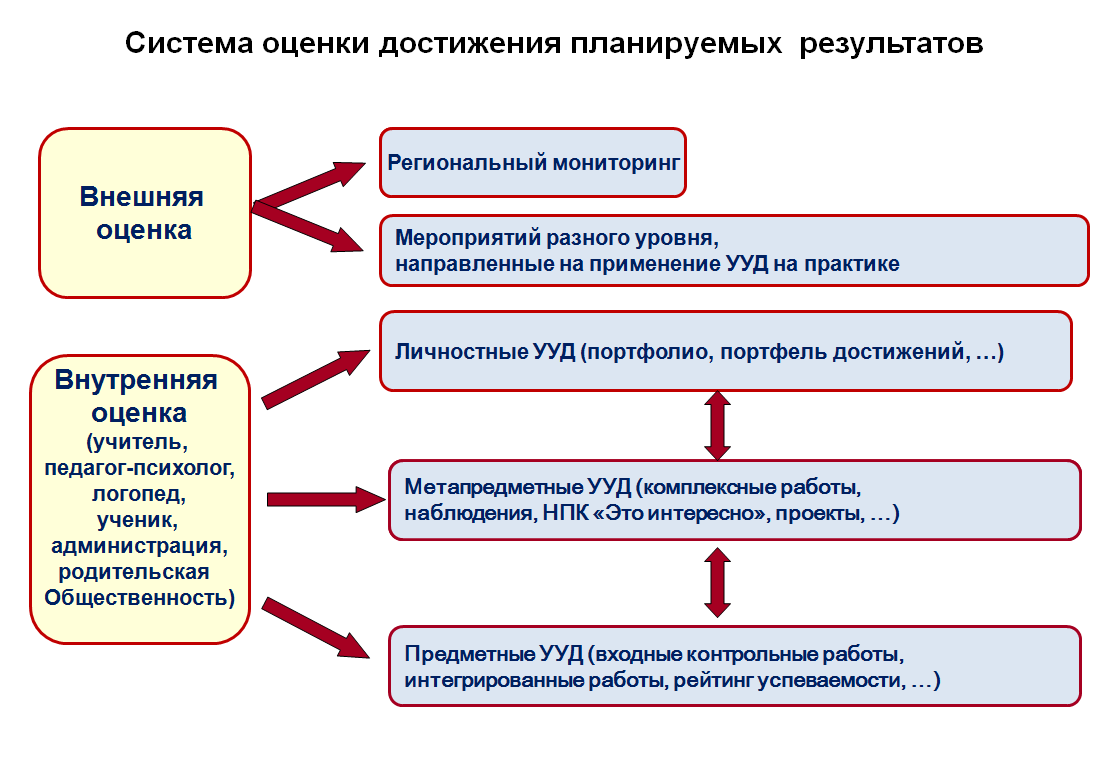 Система оценки достижения планируемых результатов
Внешняя
оценка
Региональный мониторинг
Мероприятий разного уровня,
направленные на применение УУД на практике
Внутренняя
оценка
(учитель,
педагог-психолог,
логопед,
ученик,
администрация,
родительская
Общественность)
Личностные УУД (портфолио, портфель достижений, …)
Метапредметные УУД (комплексные работы,
наблюдения, НПК «Это интересно», проекты, …)
Предметные УУД (входные контрольные работы,
интегрированные работы, рейтинг успеваемости, …)